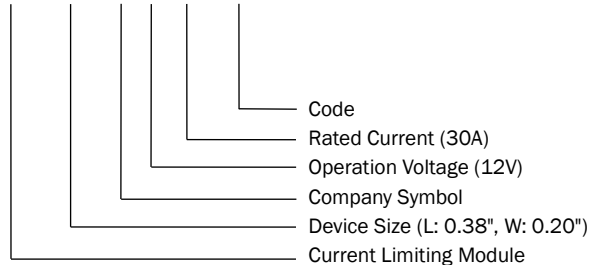 Code
Rated Current (30A)
Operation Voltage (12V)
Company Symbol
Device Size (L: 0.38", W: 0.20")
Current Limiting Module